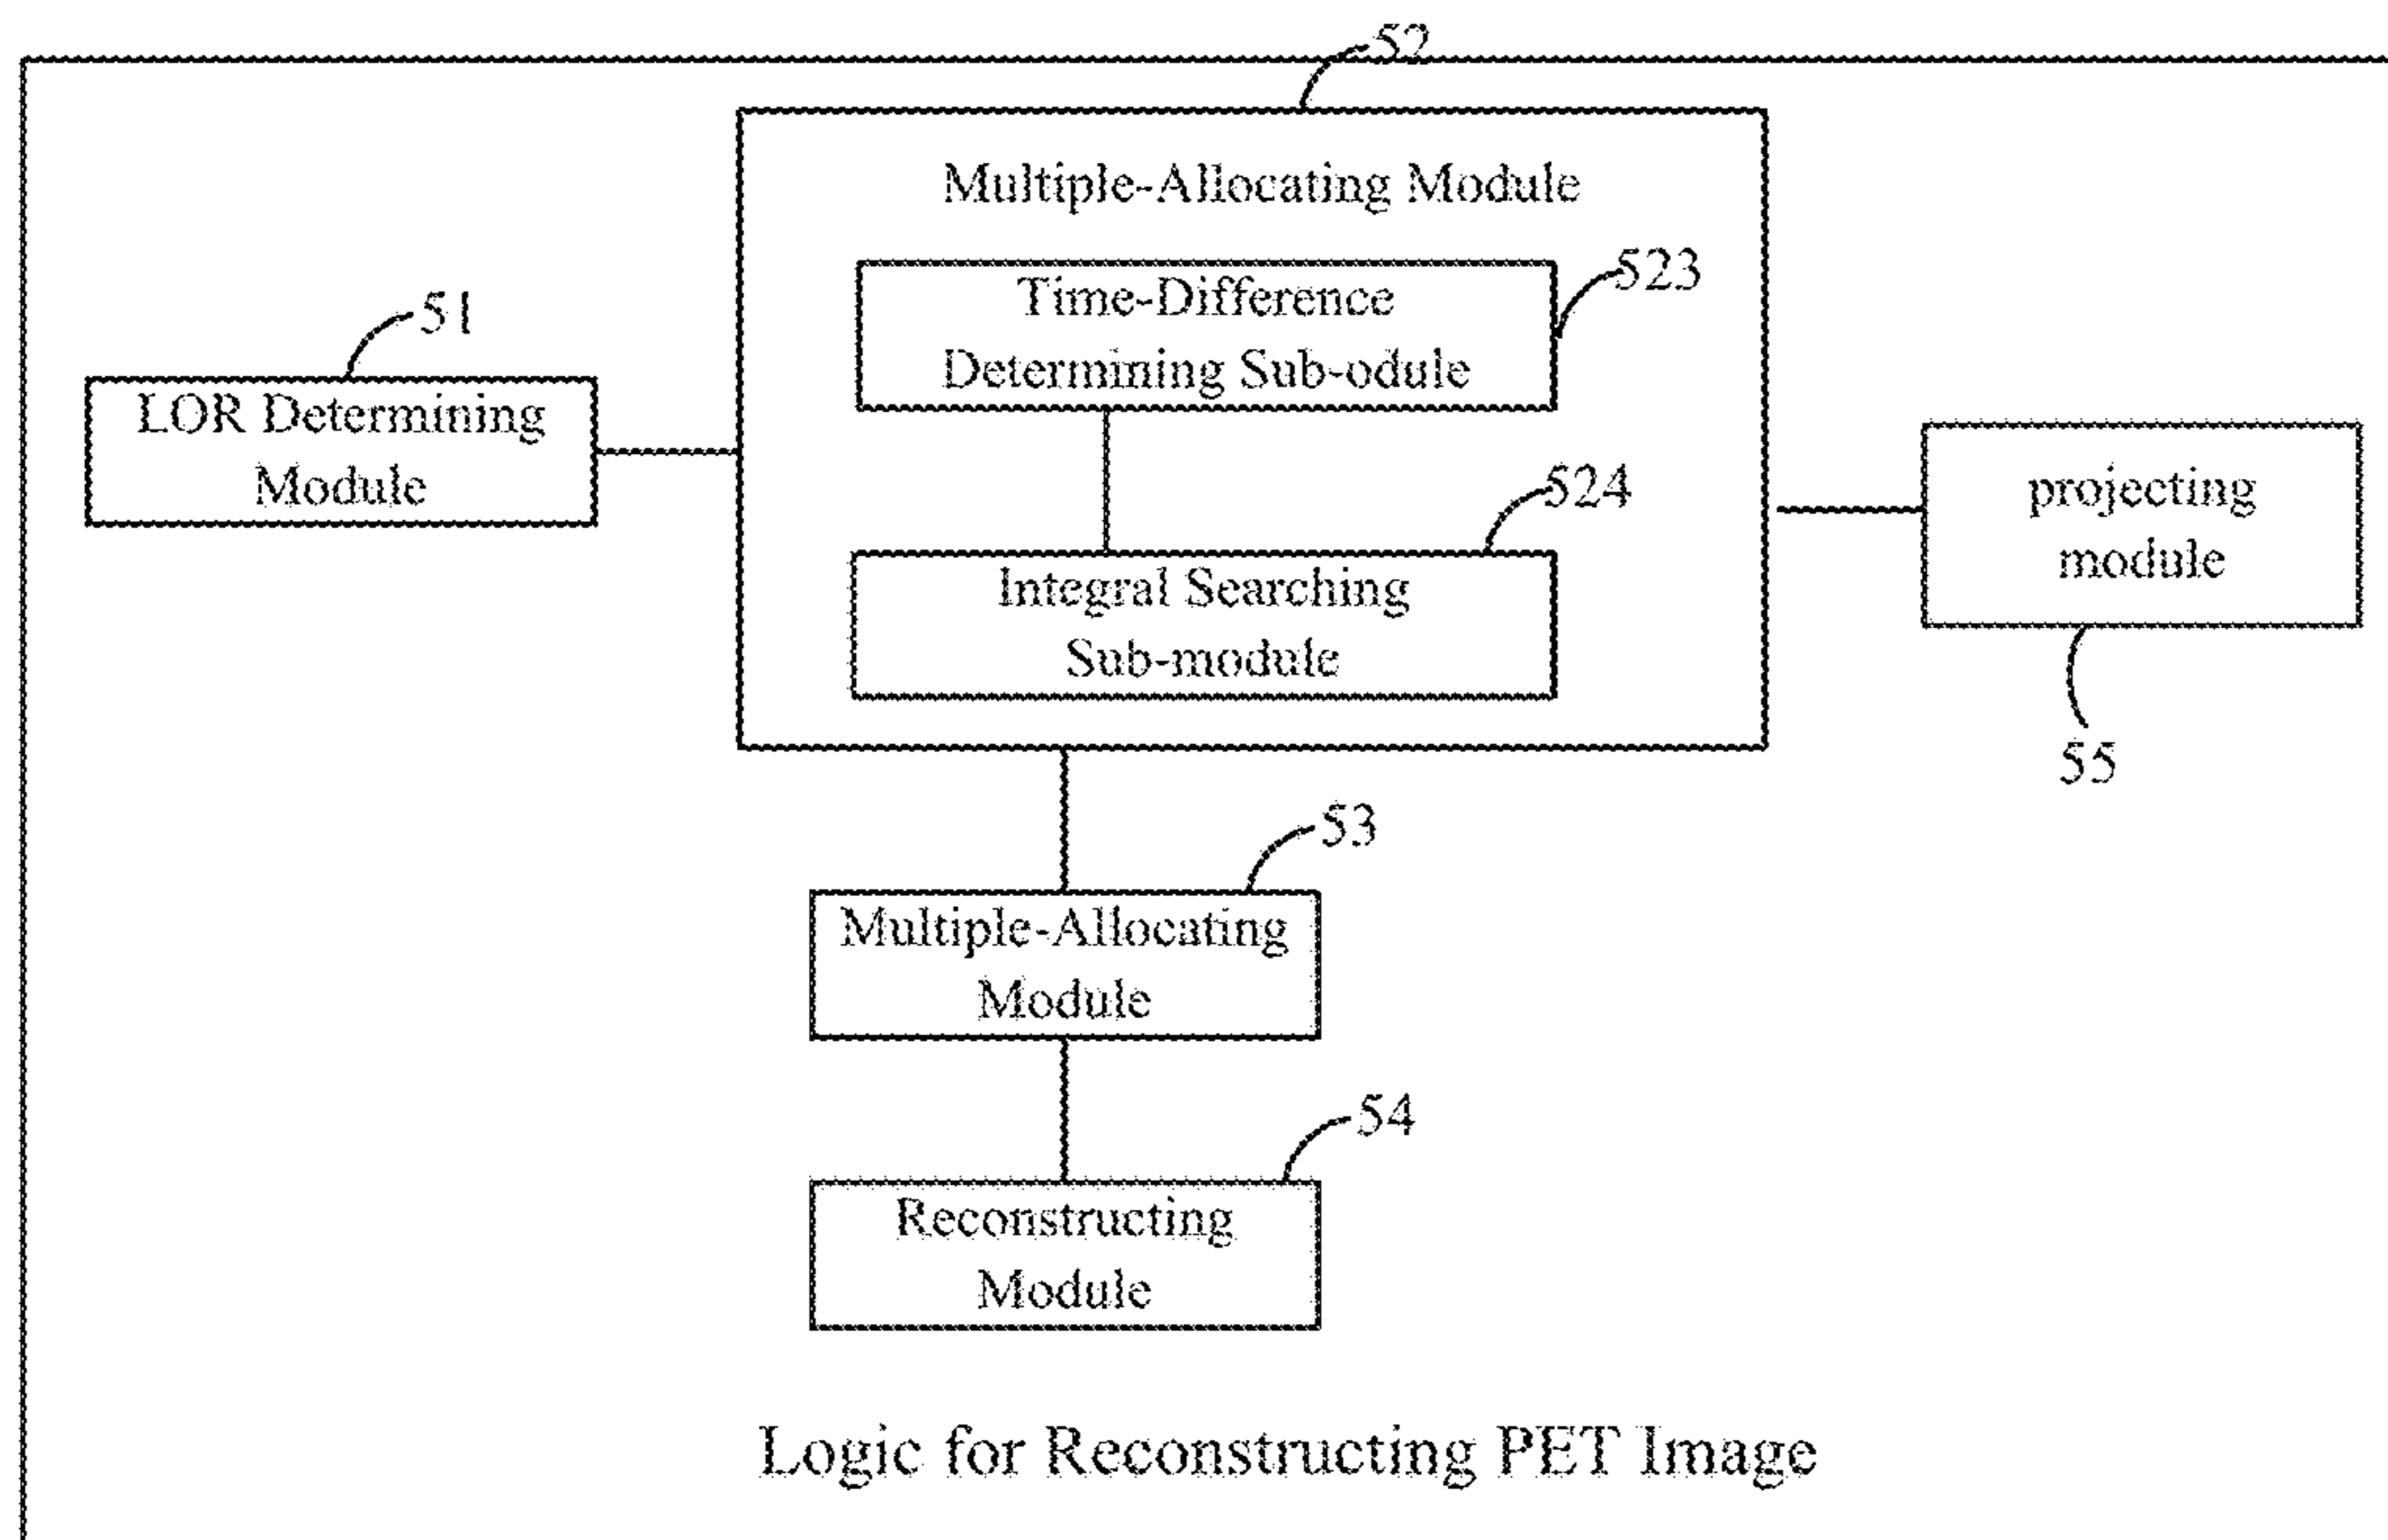 52
Multiple-Allocating Module
523
Time-Difference
Determining Sub-odule
51
LOR Determining
Module
524
Integral Searching
Sub-module
projecting
module
55
53
Multiple-Allocating
Module
54
Reconstructing
Module
Logic for Reconstructing PET Image